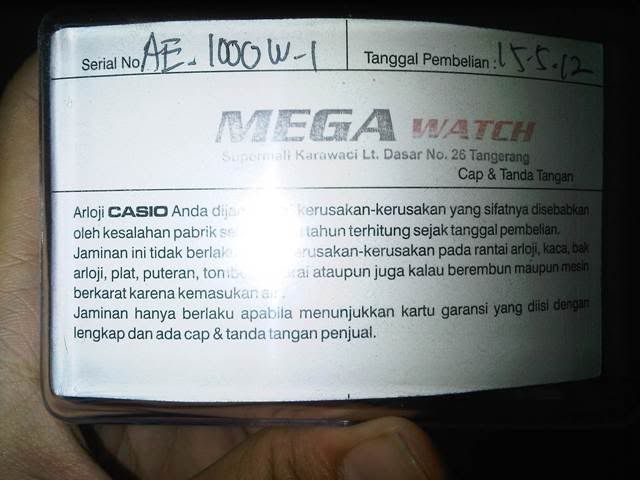 Serial No AE-1000W-1 Tanggal Pembelian : 15-5-12
MEGA WATCH
Supermall Karawaci Lt. Dasar No. 26 Tangerang
Cap & Tanda Tangan
Arloji CASIO Anda kerusakan-kerusakan yang sifatnya disebabkan
oleh kesalahan pabrik tahun terhitung sejak tanggal pembelian.
Jaminan ini tidak pada rantai arloji, kaca, bak
arloji, plat, puteran, ataupun juga kalau berembun maupun mesin
berkarat karena kemasukan air.
Jaminan hanya berlaku apabila menunjukkan kartu garansi yang diisi dengan
lengkap dan ada cap & tanda tangan penjual.